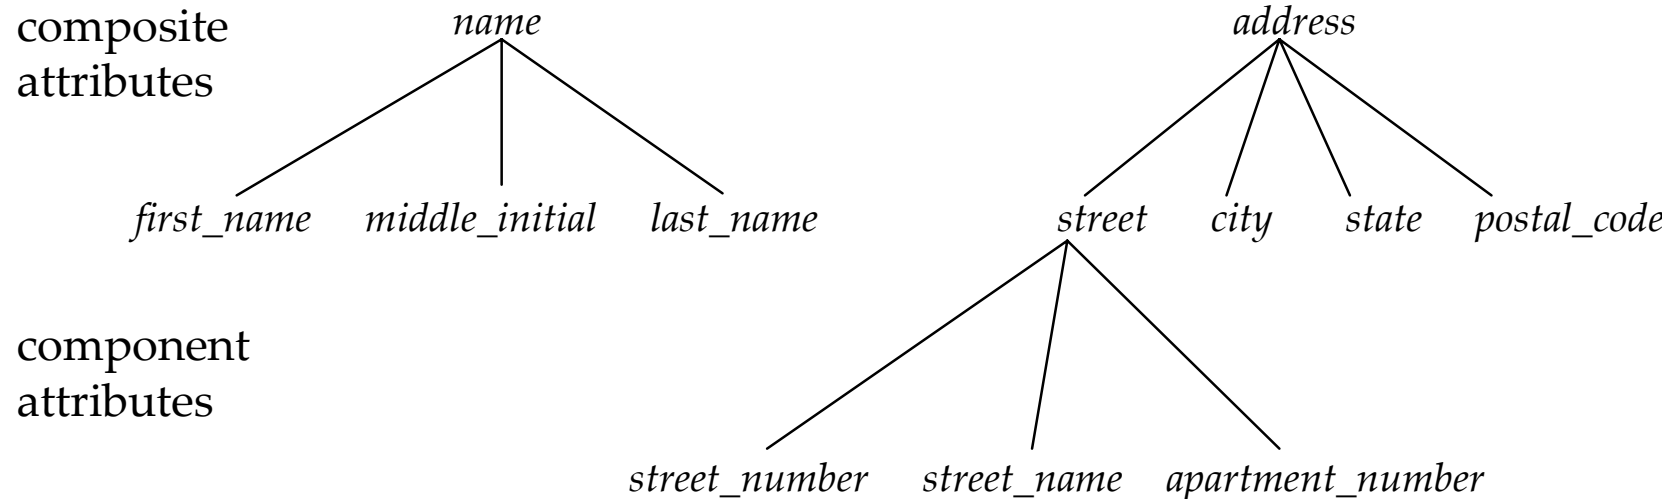 composite
attributes
name
address
first_name middle_initial last_name
street city state postal_code
component
attributes
street_number street_name apartment_number